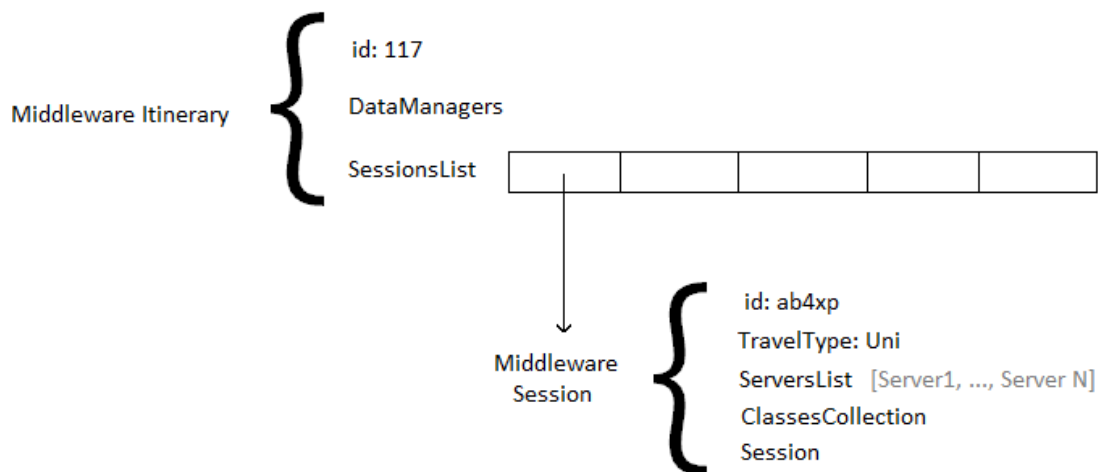 id: 117
Middleware Itinerary
DataManagers
SessionsList
id: ab4xp
TravelType: Uni
Middleware
Session
ServersList [Server1, ..., Server N]
ClassesCollection
Session